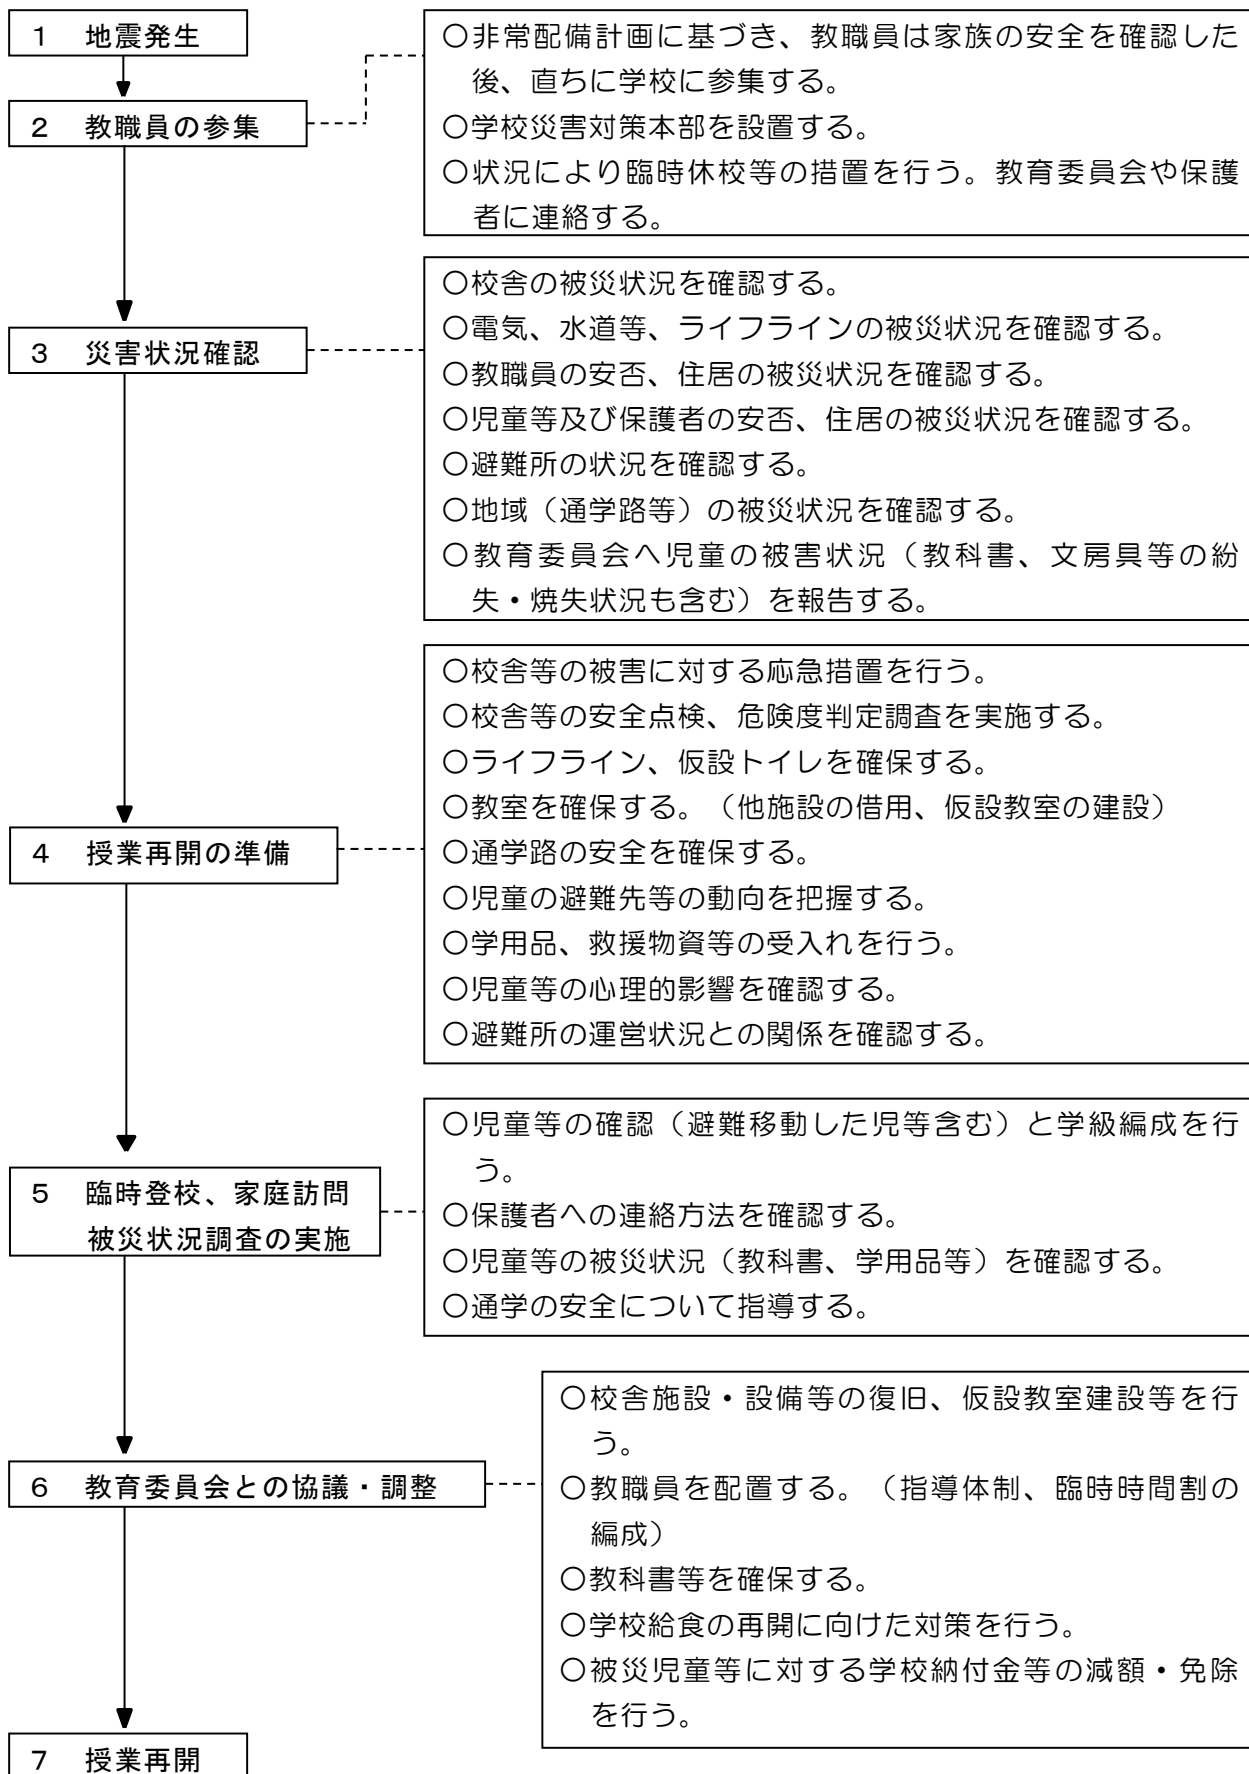 1 地震発生
〇非常配備計画に基づき、教職員は家族の安全を確認した
後、直ちに学校に参集する。
2 教職員の参集
〇学校災害対策本部を設置する。
〇状況により臨時休校等の措置を行う。教育委員会や保護
者に連絡する。
3 災害状況確認
〇校舎の被災状況を確認する。
〇電気、水道等、ライフラインの被災状況を確認する。
〇教職員の安否、住居の被災状況を確認する。
〇児童等及び保護者の安否、住居の被災状況を確認する。
〇避難所の状況を確認する。
〇地域（通学路等）の被災状況を確認する。
〇教育委員会へ児童の被害状況（教科書、文房具等の紛
失・焼失状況も含む）を報告する。
4 授業再開の準備
〇校舎等の被害に対する応急措置を行う。
〇校舎等の安全点検、危険度判定調査を実施する。
〇ライフライン、仮設トイレを確保する。
〇教室を確保する。（他施設の借用、仮設教室の建設）
〇通学路の安全を確保する。
〇児童の避難先等の動向を把握する。
〇学用品、救援物資等の受入れを行う。
〇児童等の心理的影響を確認する。
〇避難所の運営状況との関係を確認する。
5 臨時登校、家庭訪問
被災状況調査の実施
〇児童等の確認（避難移動した児等含む）と学級編成を行
う。
〇保護者への連絡方法を確認する。
〇児童等の被災状況（教科書、学用品等）を確認する。
〇通学の安全について指導する。
6 教育委員会との協議・調整
〇校舎施設・設備等の復旧、仮設教室建設等を行
う。
〇教職員を配置する。（指導体制、臨時時間割の
編成）
〇教科書等を確保する。
〇学校給食の再開に向けた対策を行う。
〇被災児童等に対する学校納付金等の減額・免除
を行う。
7 授業再開